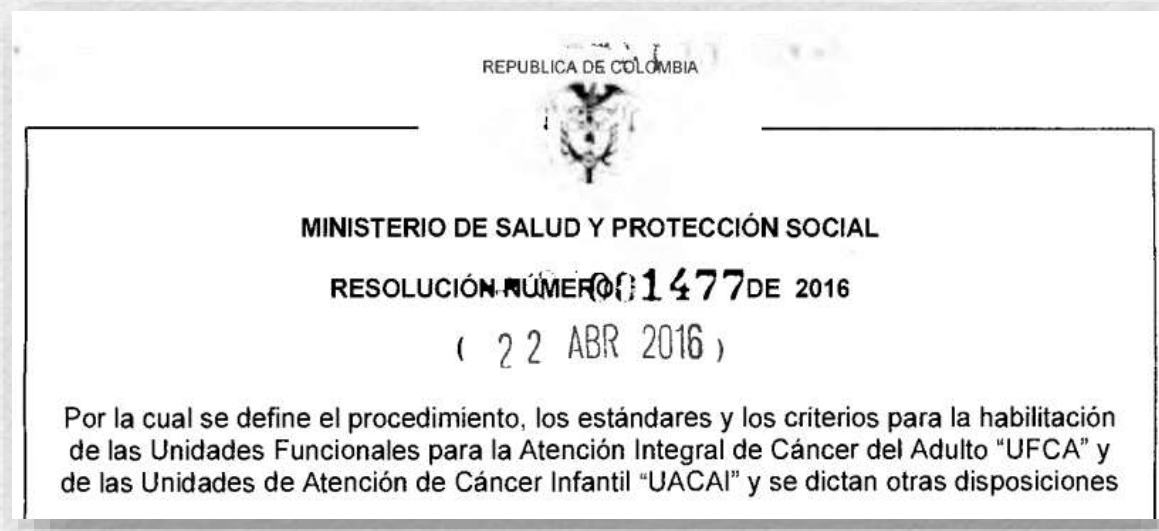 REPUBLICA DE COLOMBIA
MINISTERIO DE SALUD Y PROTECCIÓN SOCIAL
RESOLUCIÓN NÚMERO 001477 DE 2016
( 22 ABR 2016 )
Por la cual se define el procedimiento, los estándares y los criterios para la habilitación
de las Unidades Funcionales para la Atención Integral de Cáncer del Adulto “UFCA” y
de las Unidades de Atención de Cáncer Infantil “UACAI” y se dictan otras disposiciones